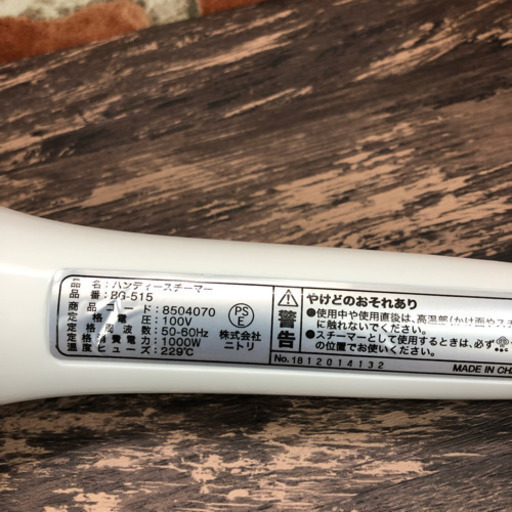 品名：ハンディースチーマー
品番：BG-515
商品コード：8504070
定格電圧：100V
定格周波数：50-60Hz
定格消費電力：1000W
温度ヒューズ：229℃
PSE
株式会社
ニトリ
警告
やけどのおそれあり
●使用中や使用直後は、高温部(かけ面やス
に触れないでください。
●スチーマーとして使用するときは、必ず
の位置でお使いください。
No.1812014132
MADE IN CH